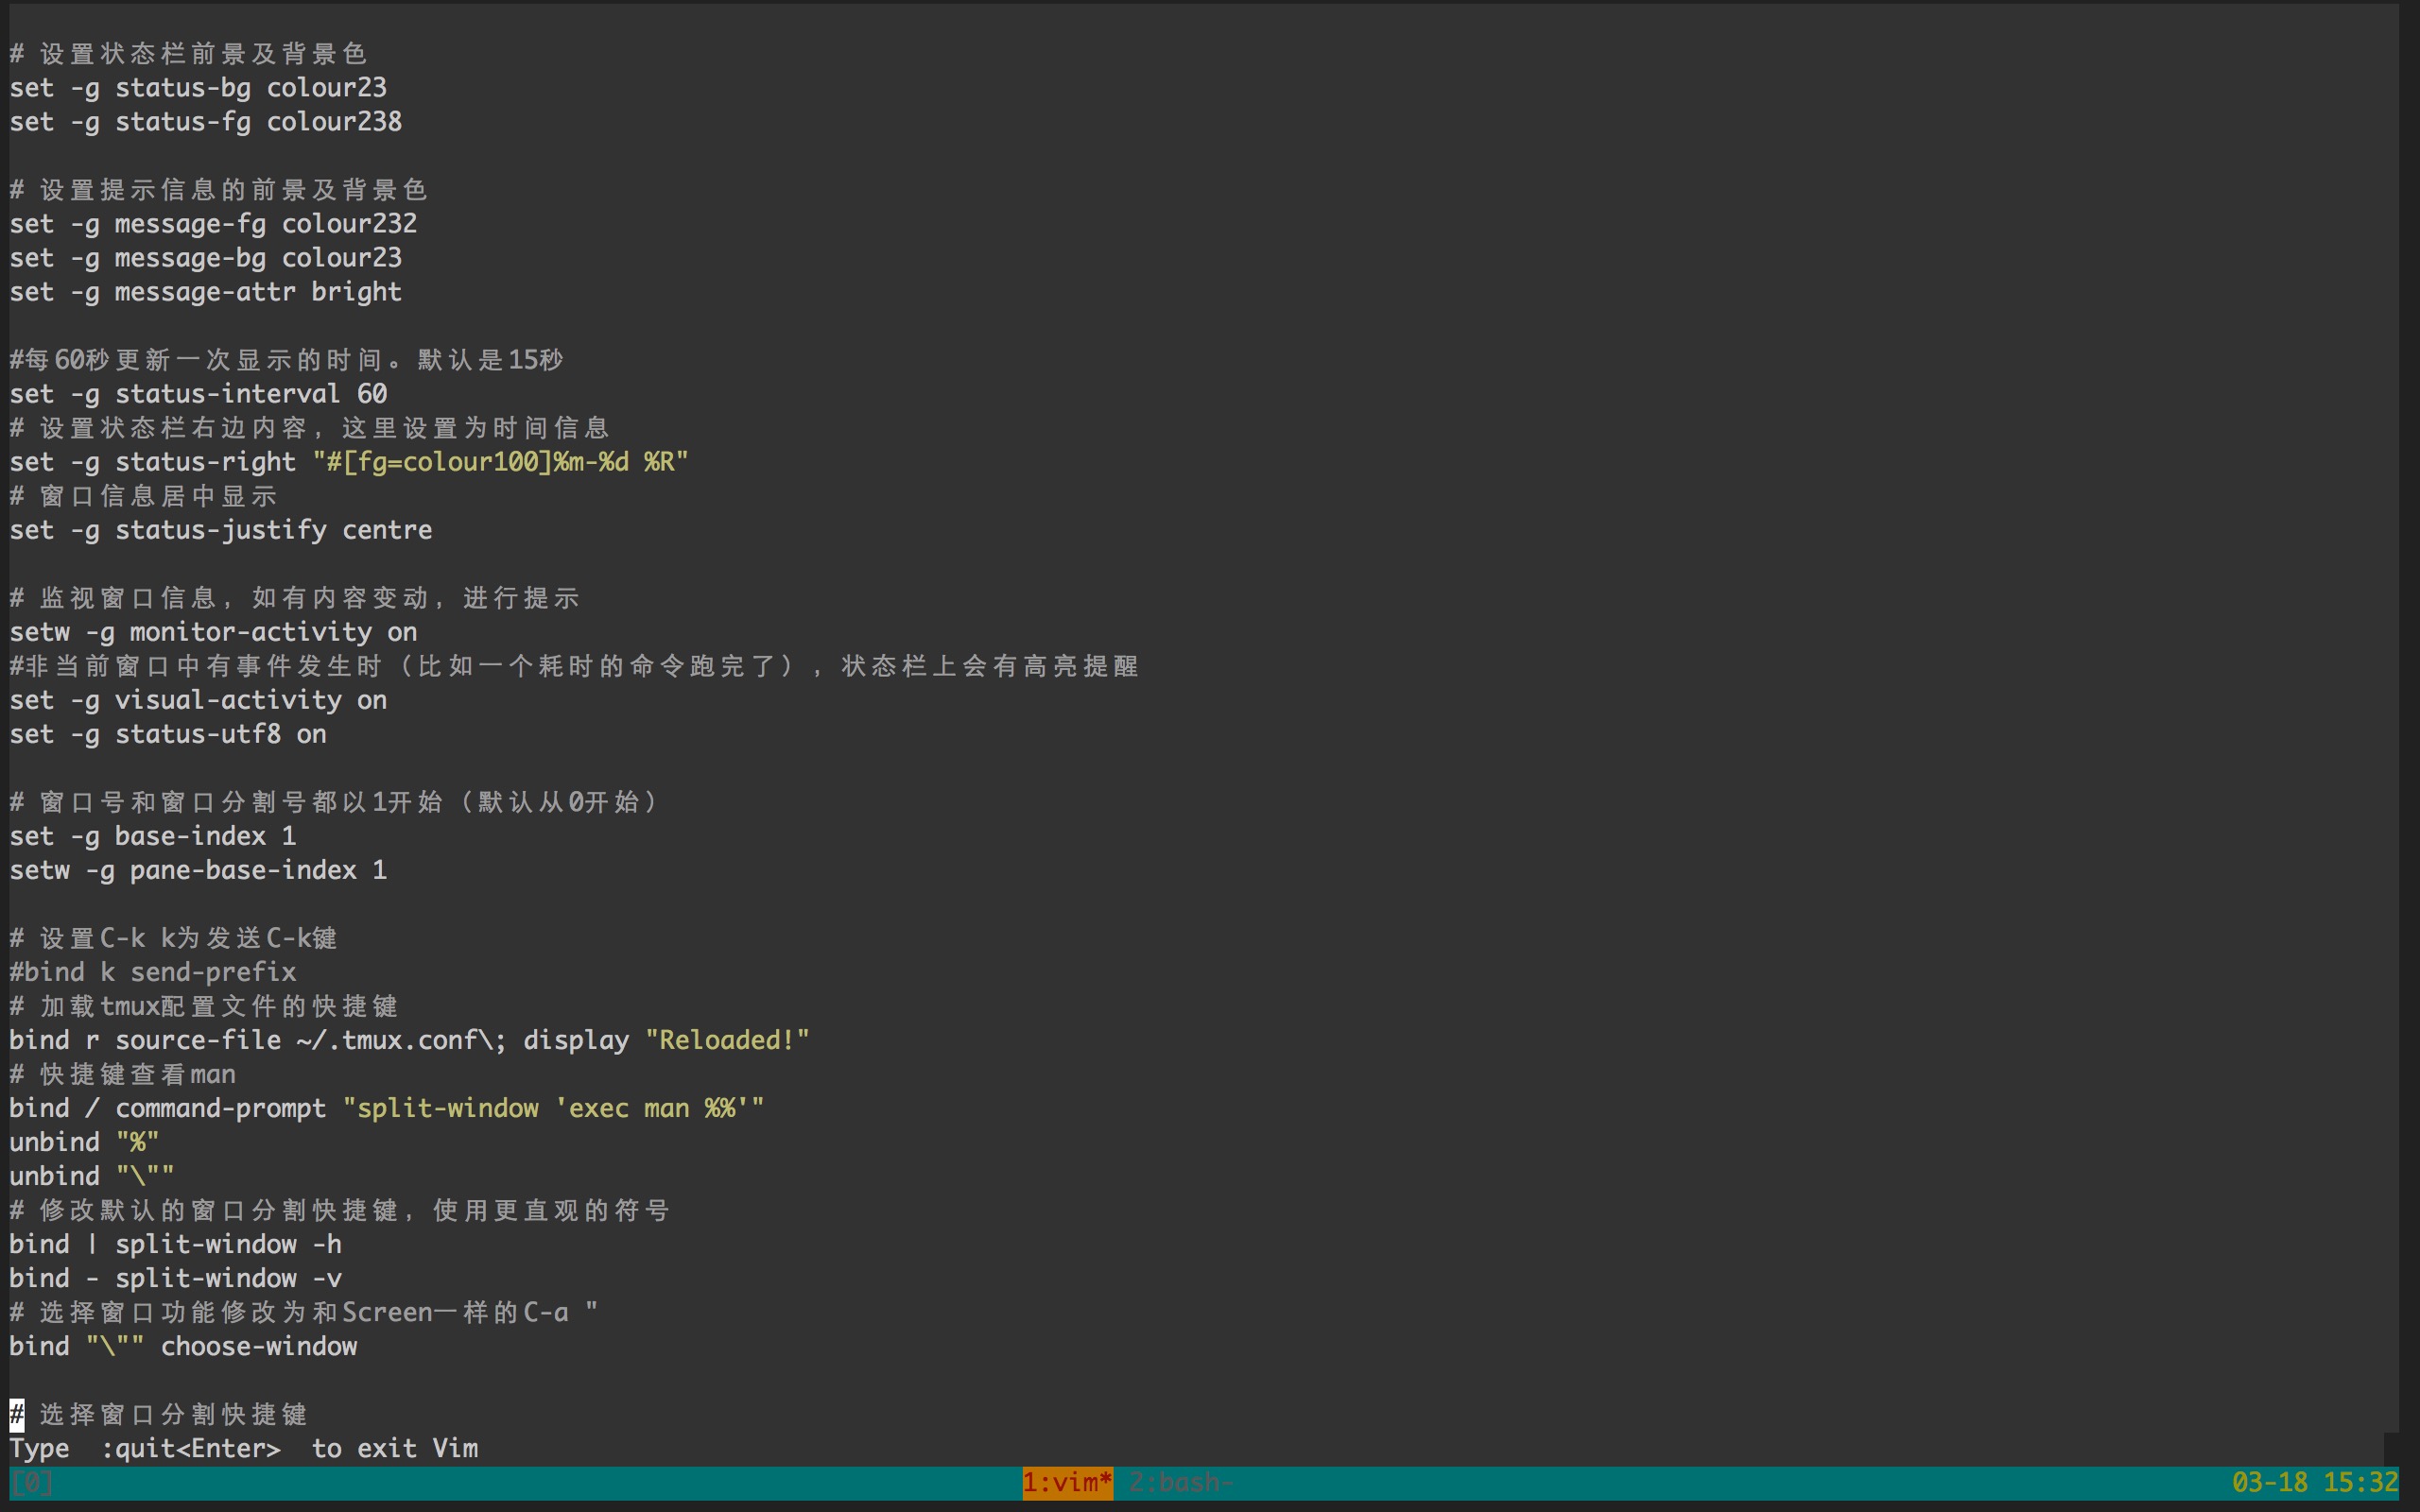 # 设置状态栏前景及背景色
set -g status-bg colour23
set -g status-fg colour238
# 设置提示信息的前景及背景色
set -g message-fg colour232
set -g message-bg colour23
set -g message-attr bright
#每60秒更新一次显示的时间。默认是15秒
set -g status-interval 60
# 设置状态栏右边内容，这里设置为时间信息
set -g status-right "#[fg=colour100]%m-%d %R"
# 窗口信息居中显示
set -g status-justify centre
# 监视窗口信息，如有内容变动，进行提示
setw -g monitor-activity on
#非当前窗口中有事件发生时（比如一个耗时的命令跑完了），状态栏上会有高亮提醒
set -g visual-activity on
set -g status-utf8 on
# 窗口号和窗口分割号都以1开始（默认从0开始）
set -g base-index 1
setw -g pane-base-index 1
# 设置C-k k为发送C-k键
#bind k send-prefix
# 加载tmux配置文件的快捷键
bind r source-file ~/.tmux.conf\; display "Reloaded!"
# 快捷键查看man
bind / command-prompt "split-window 'exec man %%'"
unbind "%"
unbind "\""
# 修改默认的窗口分割快捷键，使用更直观的符号
bind | split-window -h
bind - split-window -v
# 选择窗口功能修改为和Screen一样的C-a "
bind "\"" choose-window
# 选择窗口分割快捷键
Type  :quit<Enter>  to exit Vim
[0] 1:vim* 2:bash- 03-18 15:32